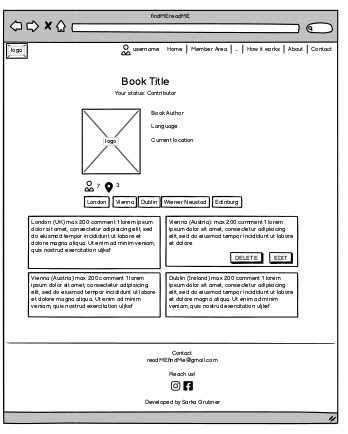 findMEreadME
logo
username Home Member Area ... How it works About Contact
Book Title
Your status: Contributor
Book Author
Language
Current location
logo
7 3
London Vienna Dublin Wiener Neustad Edinburg
London (UK) max 200 comment 1 lorem ipsum
dolor sit amet, consectetur adipisicing elit, sed
do eiusmod tempor incididunt ut labore et
dolore magna aliqua. Ut enim ad minim veniam,
quis nostrud exercitation uljksf
Vienna (Austria): max 200 comment 1 lorem
ipsum dolor sit amet, consectetur adipisicing
elit, sed do eiusmod tempor incididunt ut labore
et dolore
DELETE EDIT
Vienna (Austria) max 200 comment 1 lorem
ipsum dolor sit amet, consectetur adipisicing
elit, sed do eiusmod tempor incididunt ut labore
et dolore magna aliqua. Ut enim ad minim
veniam, quis nostrud exercitation uljksf
Dublin (Ireland) max 200 comment 1 lorem ipsum
dolor sit amet, consectetur adipisicing elit, sed
do eiusmod tempor incididunt ut labore et
dolore magna aliqua. Ut enim ad minim veniam,
quis nostrud exercitation uljksf
Contact
readMEfindMe@gmail.com
Reach us!
Developed by Sarka Grubner